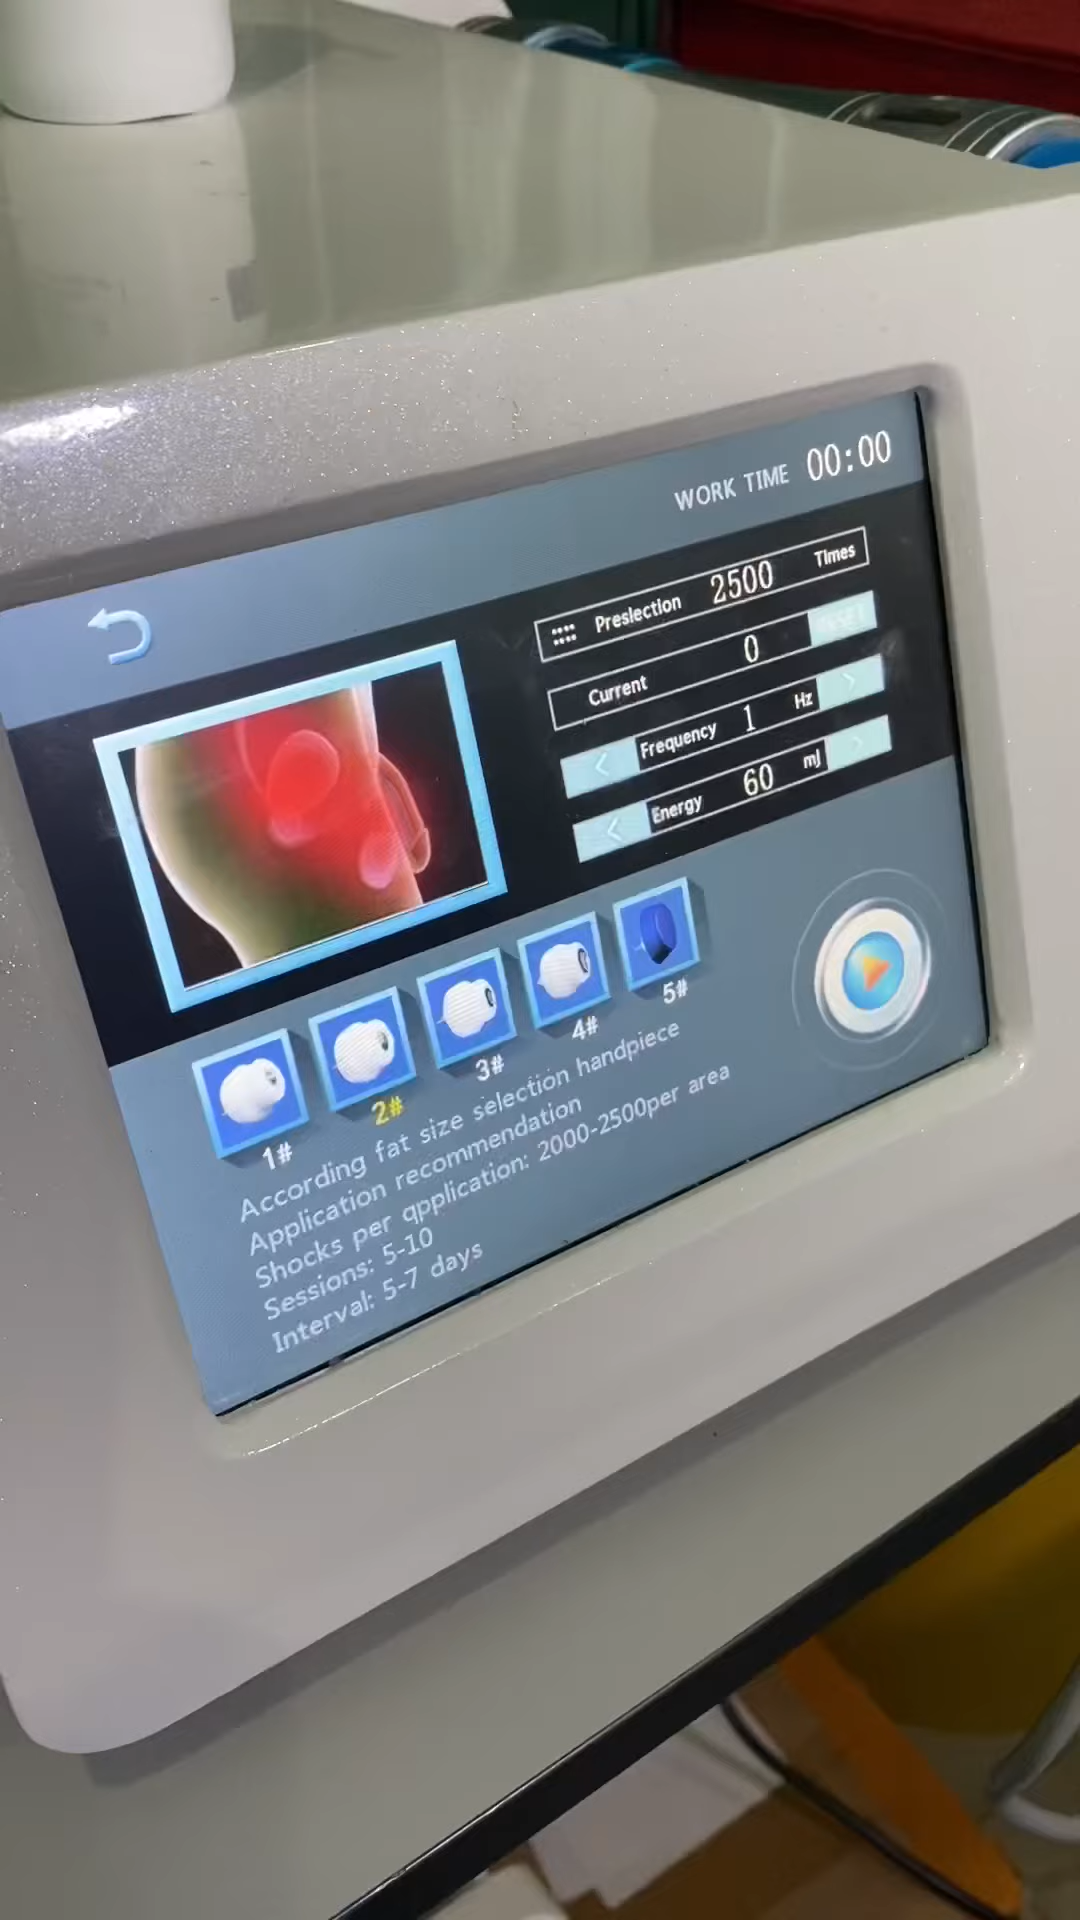 WORK TIME 00:00
Preslection 2500 Times
Current 0 RESET
Frequency 1 Hz
Energy 60 mJ
1# 2# 3# 4# 5#
According fat size selection handpiece
Application recommendation
Shocks per qpplication: 2000-2500per area
Sessions: 5-10
Interval: 5-7 days